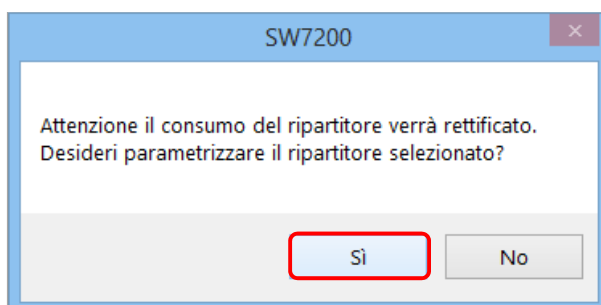 SW7200
Attenzione il consumo del ripartitore verrà rettificato.
Desideri parametrizzare il ripartitore selezionato?
Sì
No